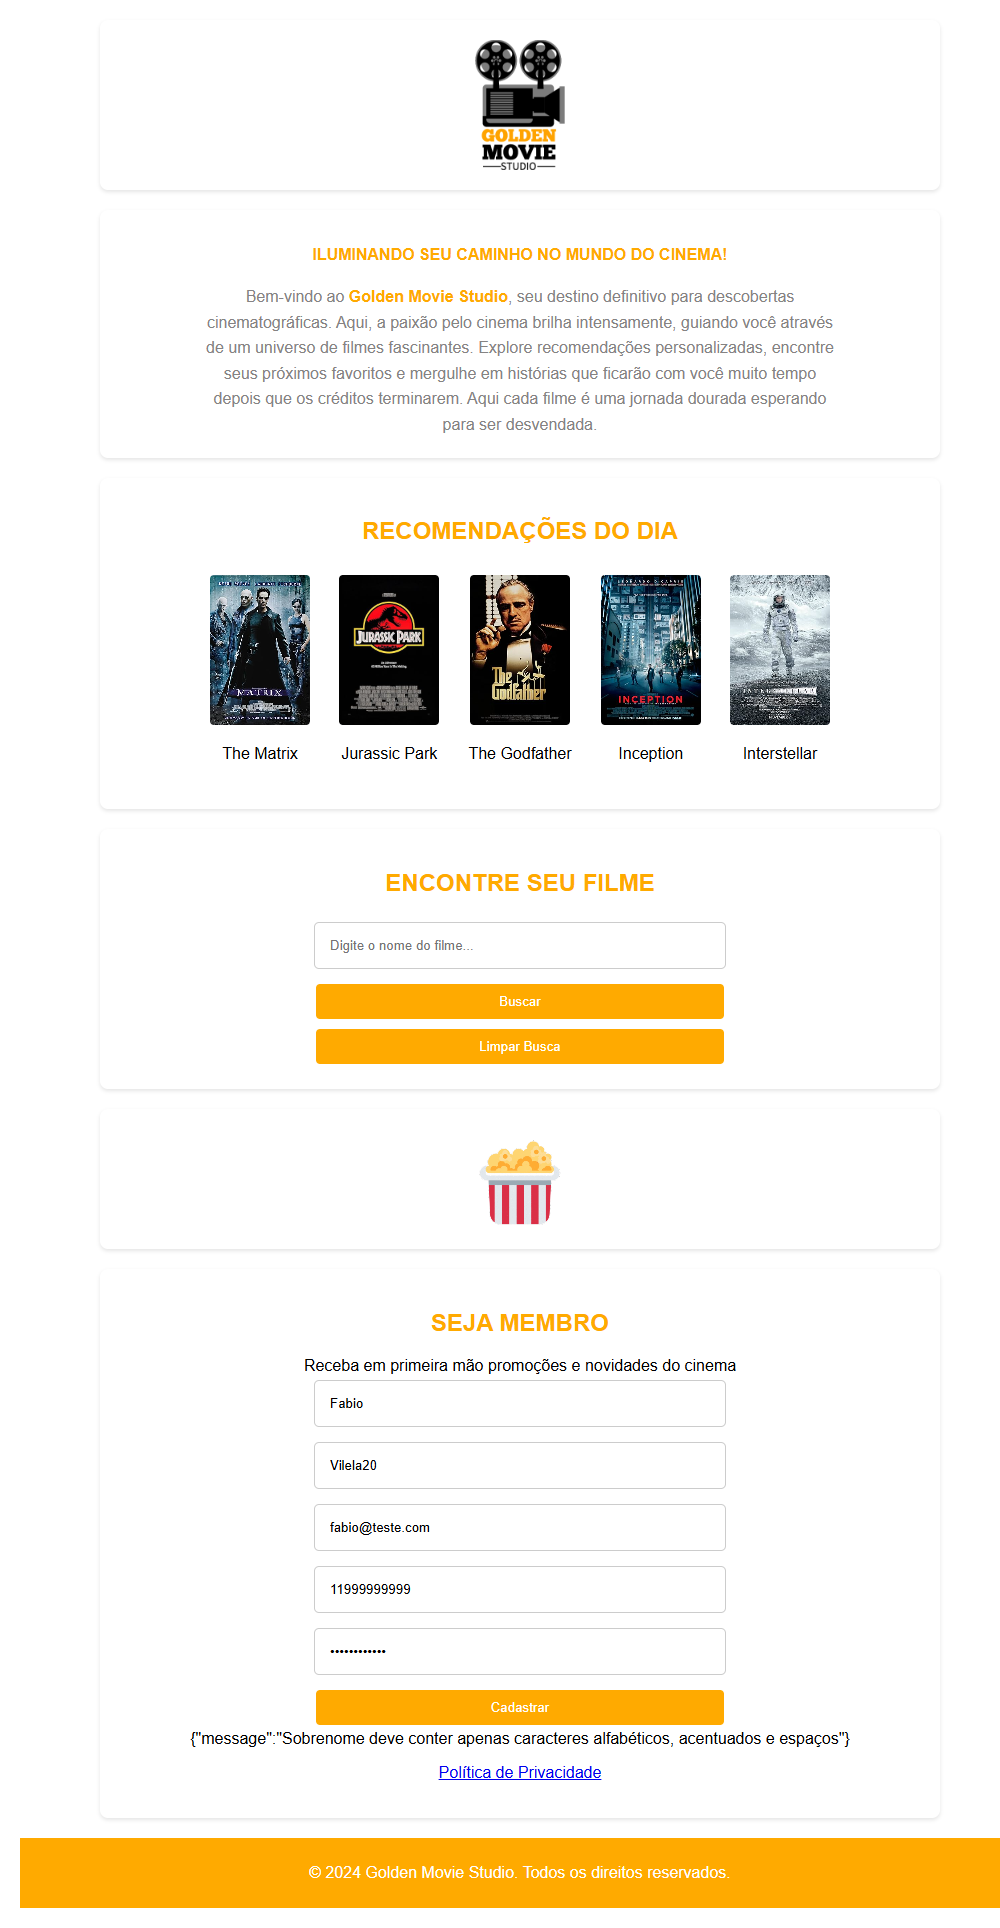 GOLDEN
MOVIE
STUDIO
ILUMINANDO SEU CAMINHO NO MUNDO DO CINEMA!
Bem-vindo ao Golden Movie Studio, seu destino definitivo para descobertas
cinematográficas. Aqui, a paixão pelo cinema brilha intensamente, guiando você através
de um universo de filmes fascinantes. Explore recomendações personalizadas, encontre
seus próximos favoritos e mergulhe em histórias que ficarão com você muito tempo
depois que os créditos terminarem. Aqui cada filme é uma jornada dourada esperando
para ser desvendada.
RECOMENDAÇÕES DO DIA
MATRIX
JURASSIC PARK
The Godfather
INCEPTION
The Matrix
Jurassic Park
The Godfather
Inception
Interstellar
ENCONTRE SEU FILME
Digite o nome do filme...
Buscar
Limpar Busca
SEJA MEMBRO
Receba em primeira mão promoções e novidades do cinema
Fabio
Vilela20
fabio@teste.com
11999999999
••••••••••••
Cadastrar
{"message":"Sobrenome deve conter apenas caracteres alfabéticos, acentuados e espaços"}
Política de Privacidade
© 2024 Golden Movie Studio. Todos os direitos reservados.